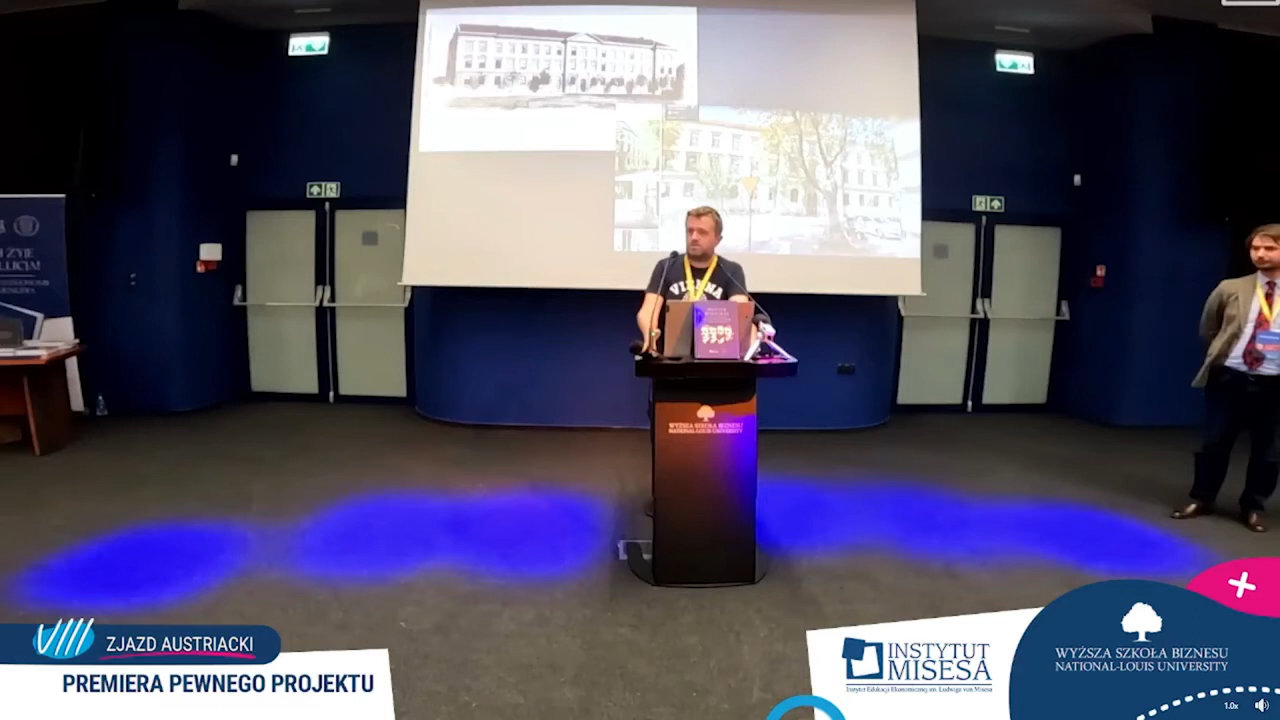 VIENNA
WYŻSZA SZKOŁA BIZNESU
NATIONAL-LOUIS UNIVERSITY
VIII ZJAZD AUSTRIACKI
PREMIERA PEWNEGO PROJEKTU
INSTYTUT
MISESA
Instytut Edukacji Ekonomicznej im. Ludwiga von Misesa
WYŻSZA SZKOŁA BIZNESU
NATIONAL-LOUIS UNIVERSITY
1.0x